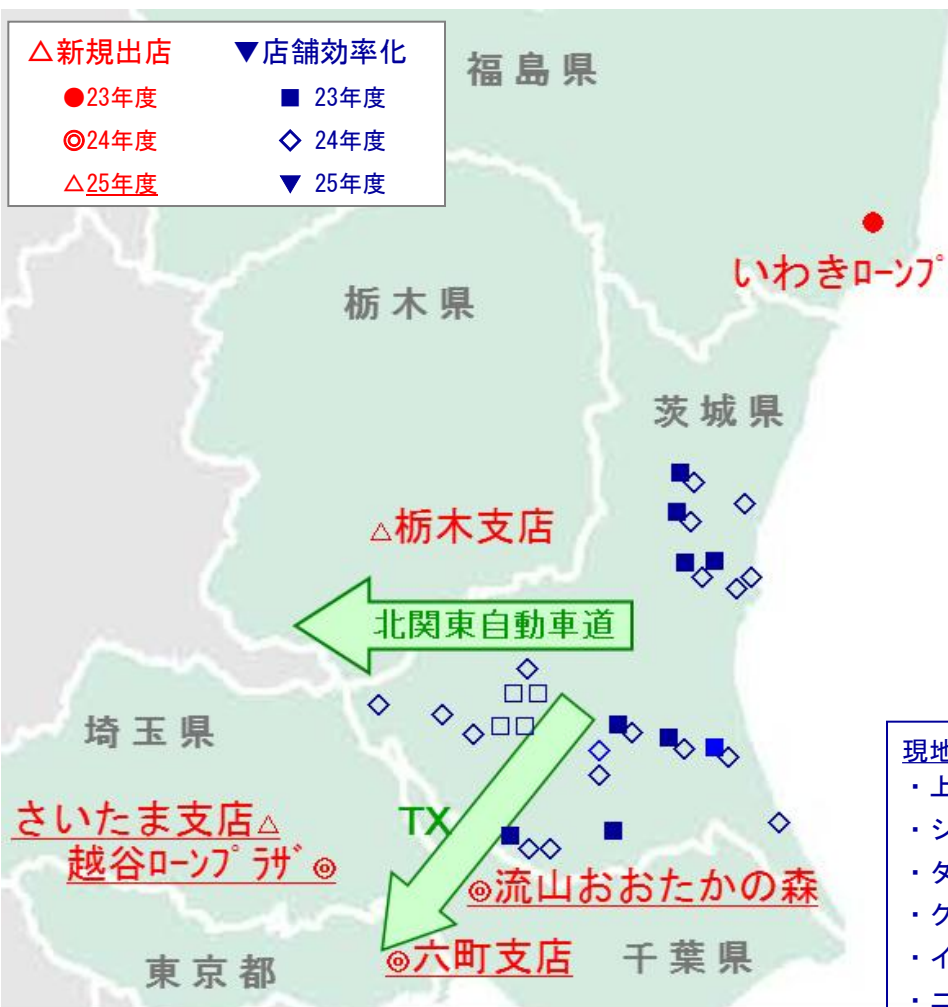 △新規出店 ▼店舗効率化
●23年度 ■ 23年度
◎24年度 ◇ 24年度
△25年度 ▼ 25年度
福島県
いわきローンプ
栃木県
茨城県
△栃木支店
北関東自動車道
埼玉県
さいたま支店△
TX
越谷ローンプラザ◎
◎流山おおたかの森
◎六町支店
千葉県
東京都
現地
・上
・シ
・タ
・ク
・イ